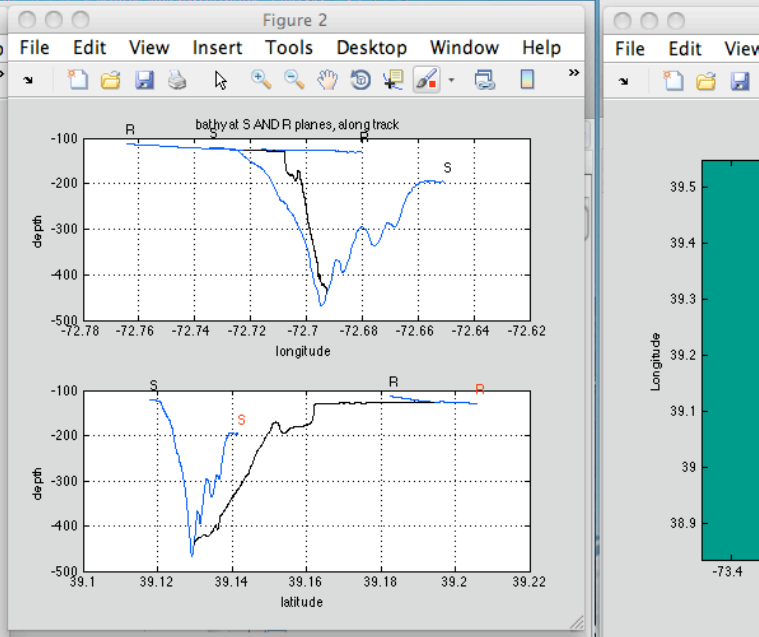 Figure 2
File Edit View Insert Tools Desktop Window Help »
bathy at S AND R planes, along track
R S R R S
depth
-100
-200
-300
-400
-500
-72.78 -72.76 -72.74 -72.72 -72.7 -72.68 -72.66 -72.64 -72.62
longitude
S S R R
depth
-100
-200
-300
-400
-500
39.1 39.12 39.14 39.16 39.18 39.2 39.22
latitude
File Edit View
Longitude
39.5
39.4
39.3
39.2
39.1
39
38.9
-73.4